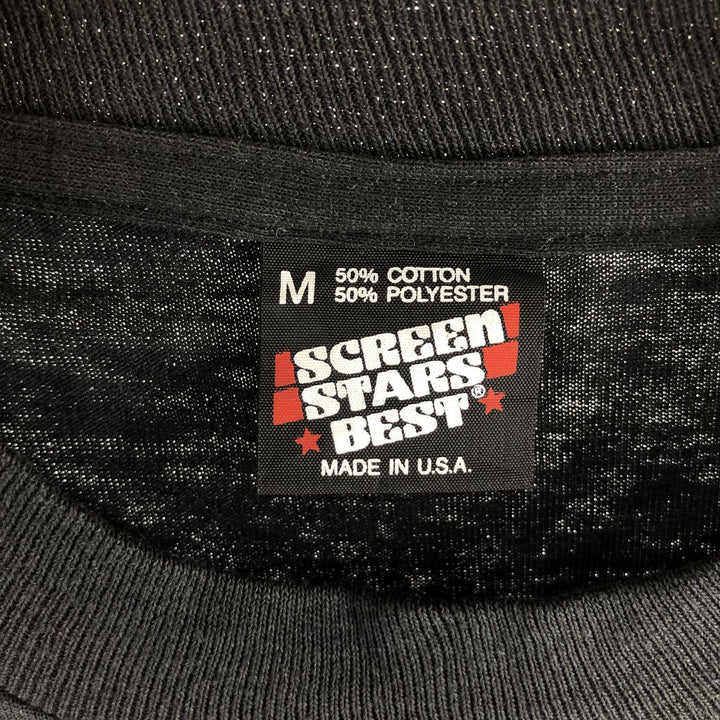 M 50% COTTON
50% POLYESTER
SCREEN
STARS
BEST®
MADE IN U.S.A.